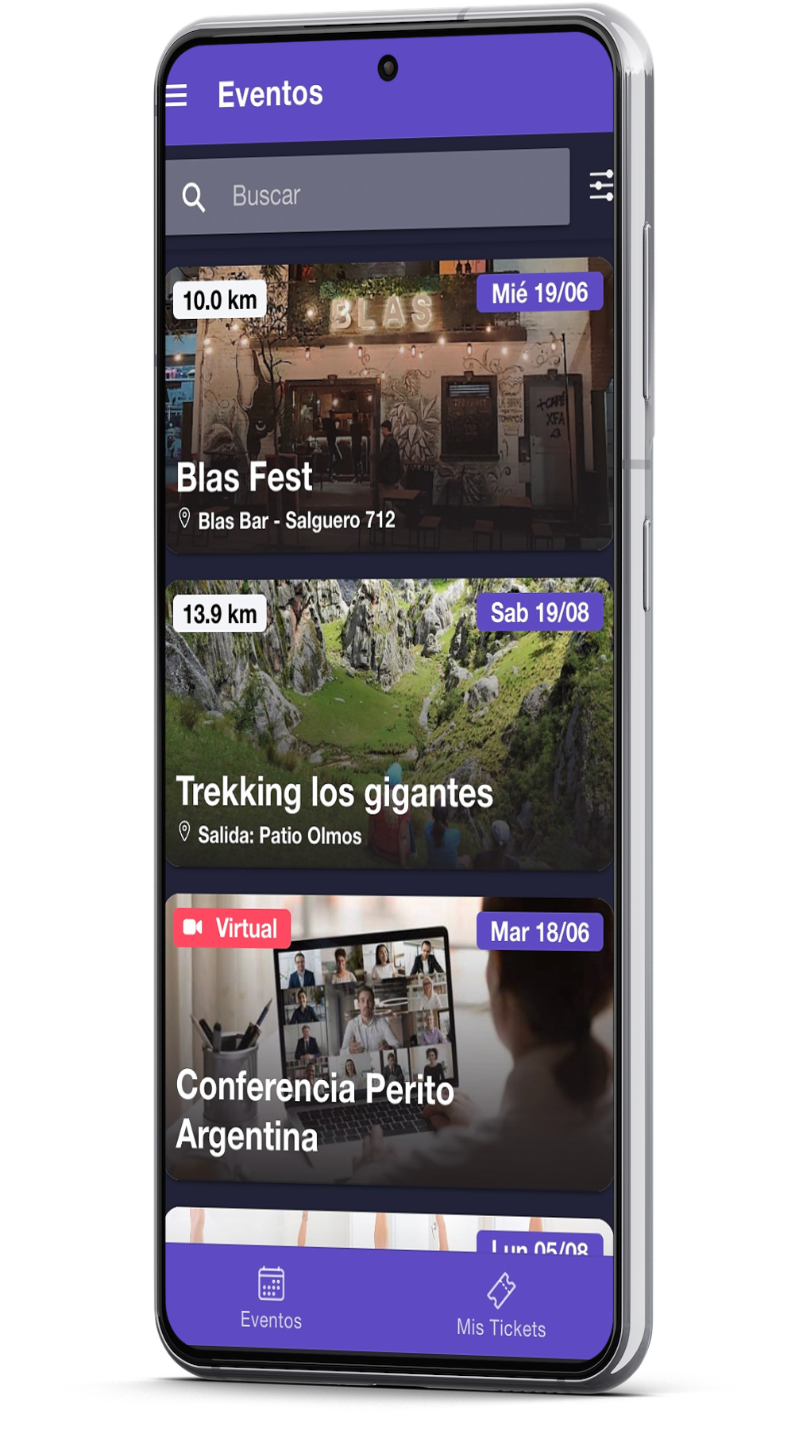 Eventos
Buscar
10.0 km
Mié 19/06
BLAS
+CAFÉ
XFA
Blas Fest
Blas Bar - Salguero 712
13.9 km
Sab 19/08
Trekking los gigantes
Salida: Patio Olmos
Virtual
Mar 18/06
Conferencia Perito
Argentina
Lun 05/08
Eventos
Mis Tickets